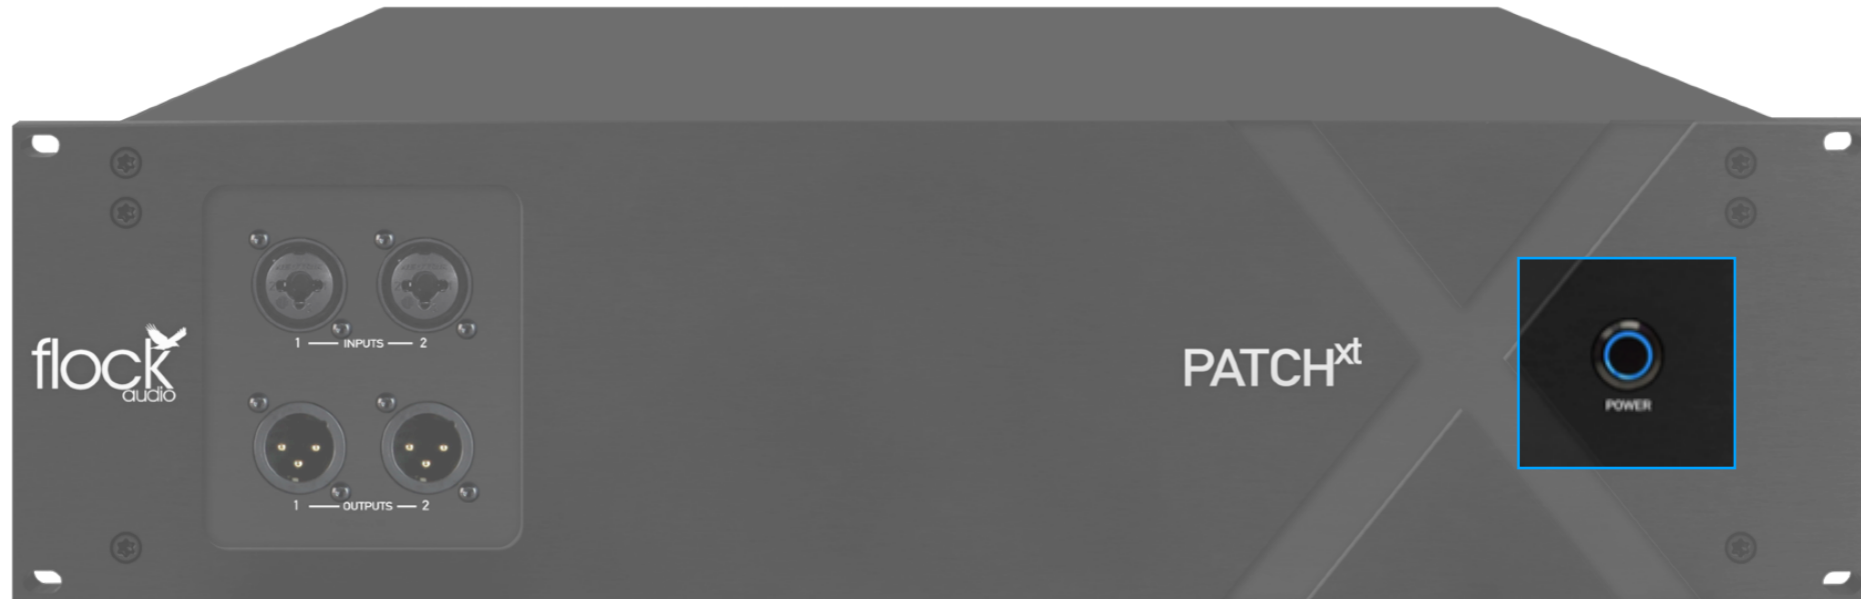 flock
audio
1 INPUTS 2
1 OUTPUTS 2
PATCHxt
POWER